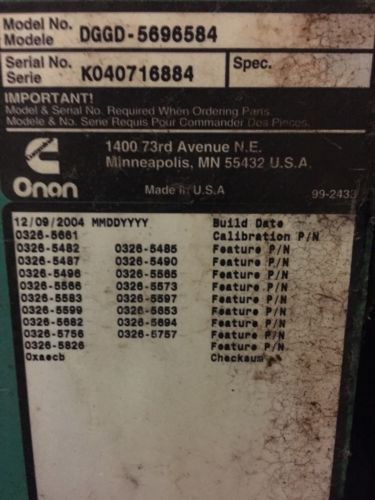 Model No.
Modele DGGD-5696584
Serial No.
Serie K040716884 Spec.
IMPORTANT!
Model & Serial No. Required When Ordering Parts
Modele & No. Serie Requis Pour Commander Des Pieces
Onan
1400 73rd Avenue N.E.
Minneapolis, MN 55432 U.S.A.
Made in U.S.A 99-2433
12/09/2004 MMDDYYYY Build Date
0326-5661 Calibration P/N
0326-5482 0326-5485 Feature P/N
0326-5487 0326-5490 Feature P/N
0326-5496 0326-5565 Feature P/N
0326-5566 0326-5573 Feature P/N
0326-5583 0326-5597 Feature P/N
0326-5599 0326-5653 Feature P/N
0326-5682 0326-5694 Feature P/N
0326-5756 0326-5757 Feature P/N
0326-5826 Feature P/N
0xaecb Checksum